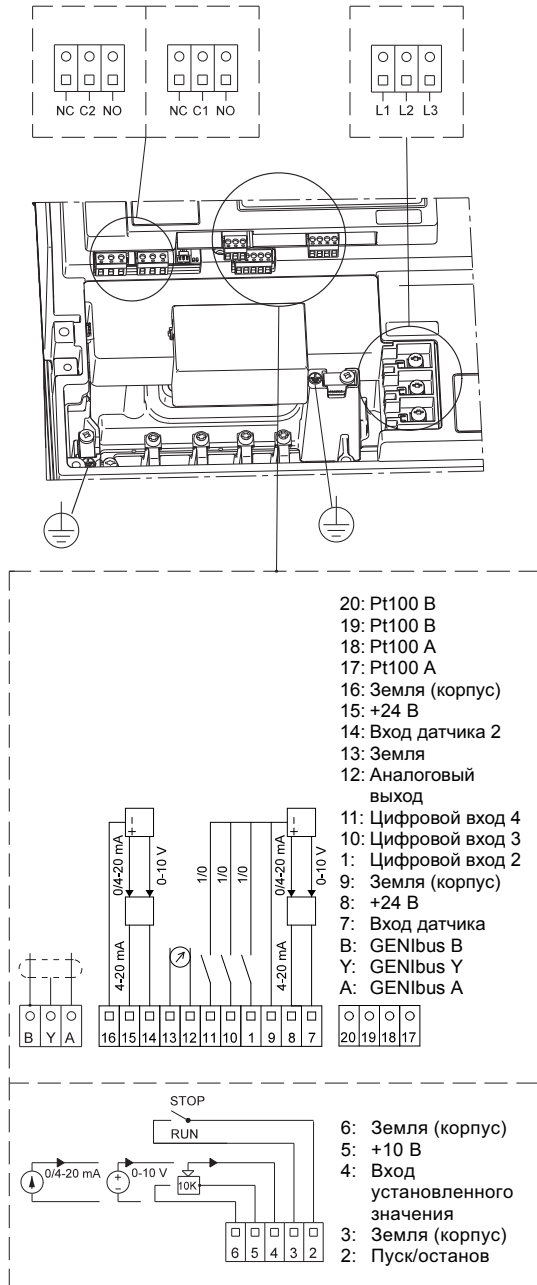 NC C2 NO
NC C1 NO
L1 L2 L3
20: Pt100 B
19: Pt100 B
18: Pt100 A
17: Pt100 A
16: Земля (корпус)
15: +24 В
14: Вход датчика 2
13: Земля
12: Аналоговый
выход
11: Цифровой вход 4
10: Цифровой вход 3
1: Цифровой вход 2
9: Земля (корпус)
8: +24 В
7: Вход датчика
B: GENIbus B
Y: GENIbus Y
A: GENIbus A
- +
0/4-20 mA
0-10 V
4-20 mA
1/0
1/0
1/0
- +
0/4-20 mA
0-10 V
4-20 mA
B Y A
16 15 14 13 12 11 10 1 9 8 7
20 19 18 17
STOP
RUN
0/4-20 mA
0-10 V
+
-
10K
6 5 4 3 2
6: Земля (корпус)
5: +10 В
4: Вход
установленного
значения
3: Земля (корпус)
2: Пуск/останов